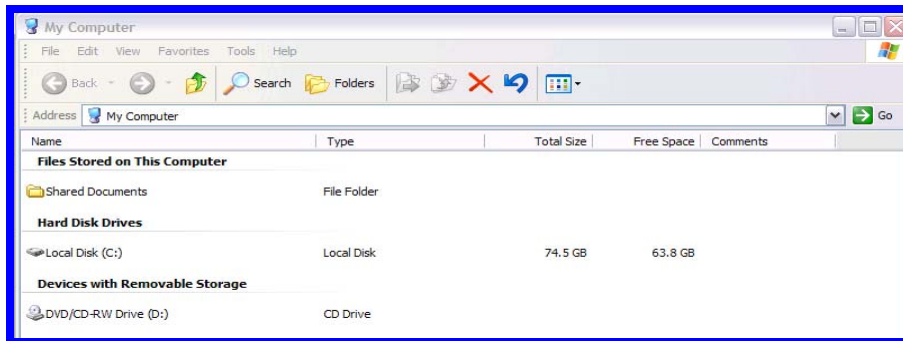 My Computer
File Edit View Favorites Tools Help
Back Search Folders
Address My Computer Go
Name Type Total Size Free Space Comments
Files Stored on This Computer
Shared Documents File Folder
Hard Disk Drives
Local Disk (C:) Local Disk 74.5 GB 63.8 GB
Devices with Removable Storage
DVD/CD-RW Drive (D:) CD Drive